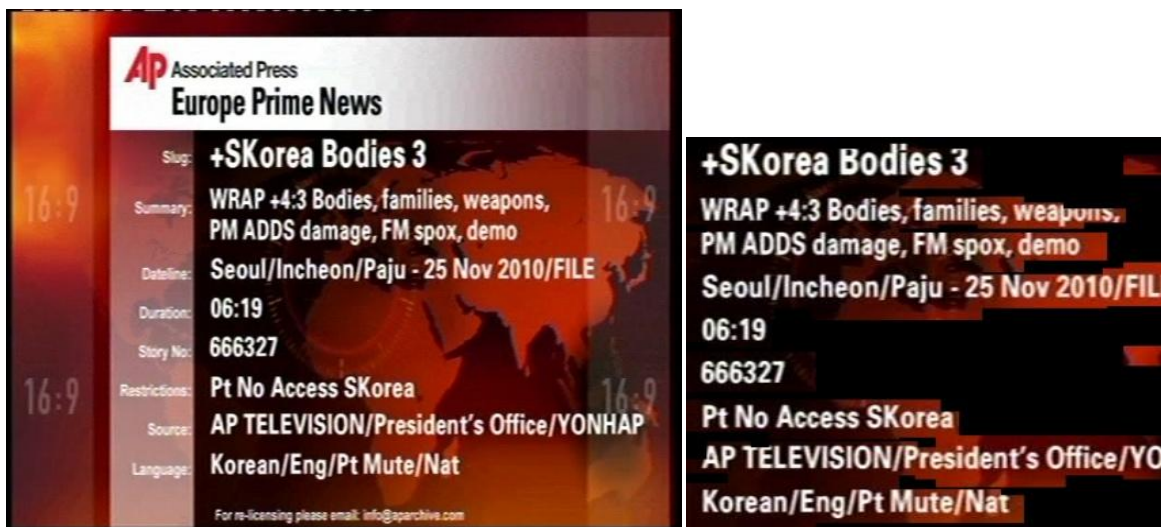 AP Associated Press
Europe Prime News
Slug: +SKorea Bodies 3
16:9 Summary: WRAP +4:3 Bodies, families, weapons, 16:9
PM ADDS damage, FM spox, demo
Dateline: Seoul/Incheon/Paju - 25 Nov 2010/FILE
Duration: 06:19
Story No: 666327
16:9 Restrictions: Pt No Access SKorea 16:9
Source: AP TELEVISION/President's Office/YONHAP
Language: Korean/Eng/Pt Mute/Nat
For re-licensing please email: info@aparchive.com
+SKorea Bodies 3
WRAP +4:3 Bodies, families, weapons,
PM ADDS damage, FM spox, demo
Seoul/Incheon/Paju - 25 Nov 2010/FIL
06:19
666327
Pt No Access SKorea
AP TELEVISION/President's Office/YO
Korean/Eng/Pt Mute/Nat